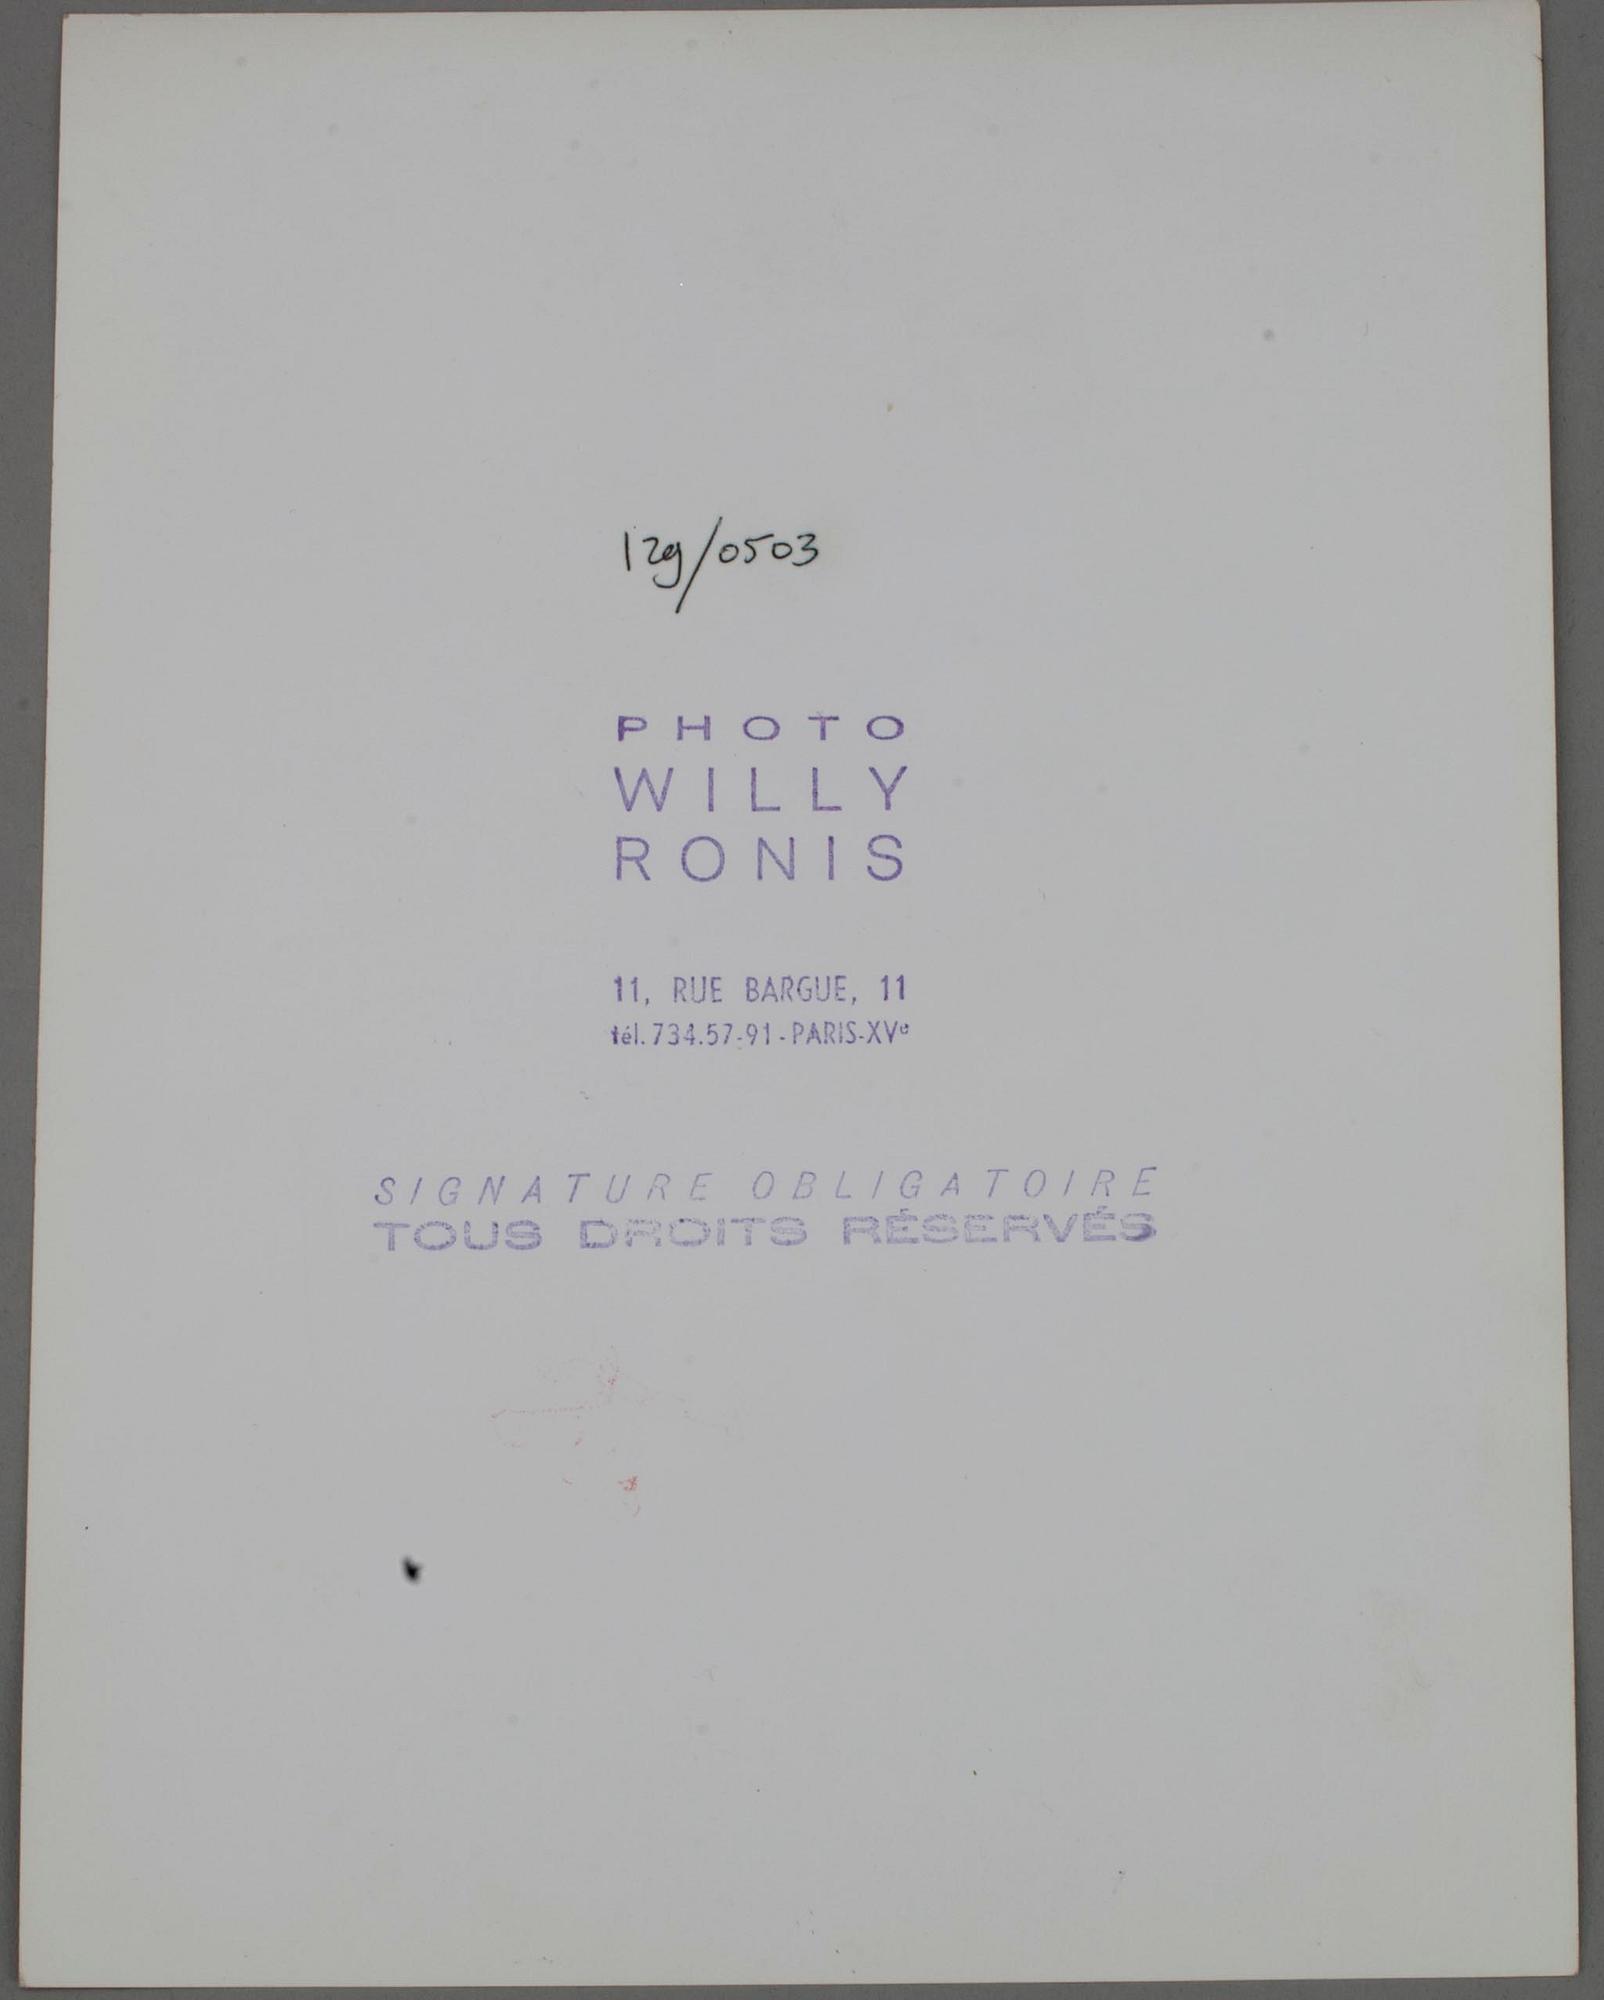 129/0503
PHOTO
WILLY
RONIS
11, RUE BARGUE, 11
tél. 734.57-91 - PARIS-XVᵉ
SIGNATURE OBLIGATOIRE
TOUS DROITS RÉSERVÉS